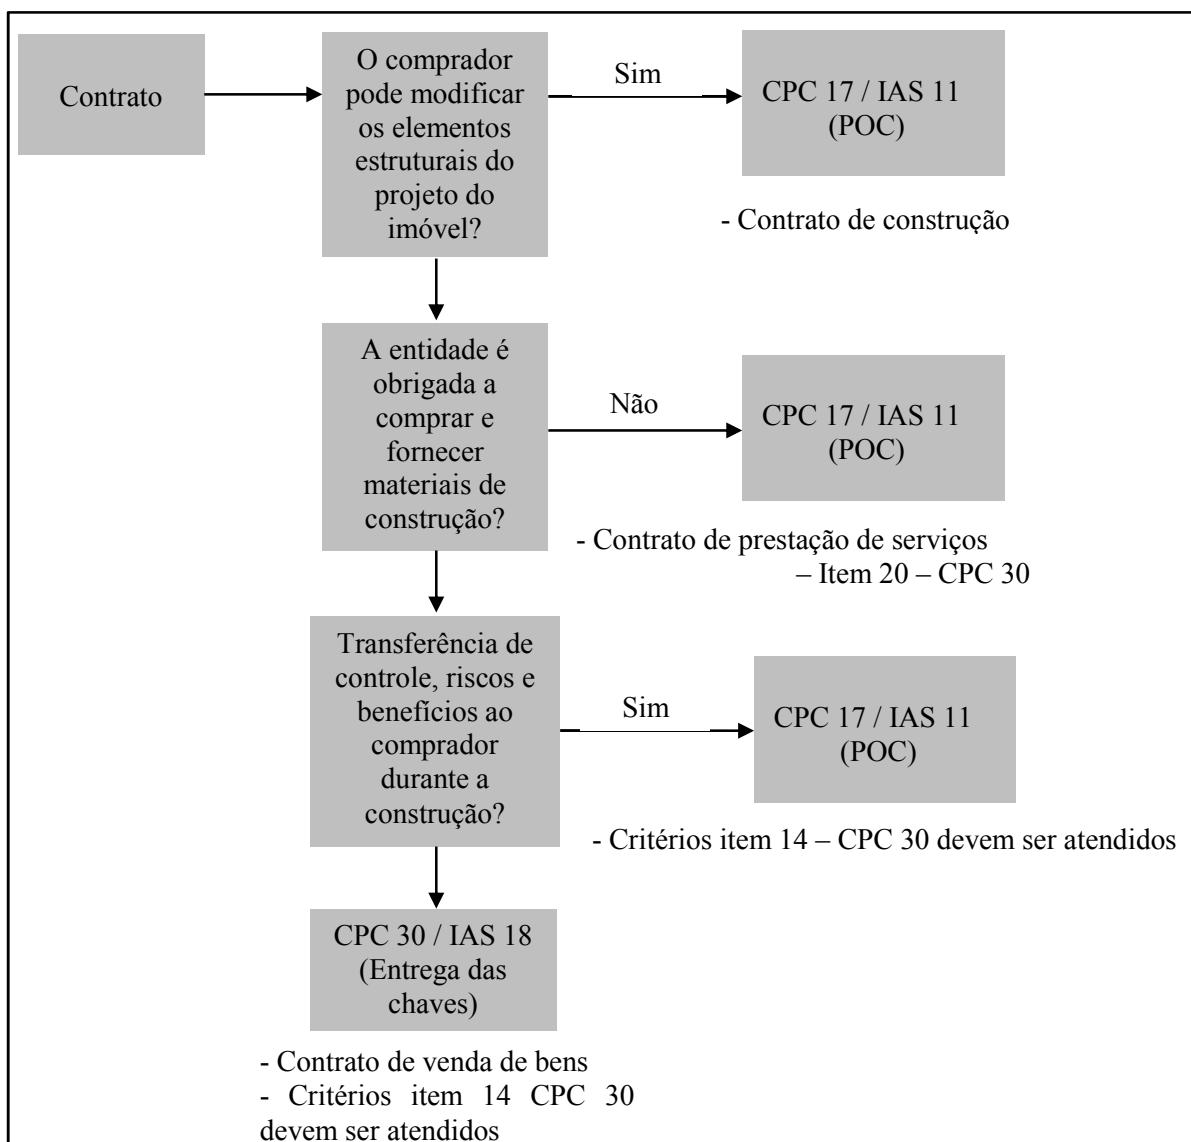 Contrato
O comprador
pode modificar
os elementos
estruturais do
projeto do
imóvel?
Sim
CPC 17 / IAS 11
(POC)
- Contrato de construção
A entidade é
obrigada a
comprar e
fornecer
materiais de
construção?
Não
CPC 17 / IAS 11
(POC)
- Contrato de prestação de serviços
– Item 20 – CPC 30
Transferência de
controle, riscos e
benefícios ao
comprador
durante a
construção?
Sim
CPC 17 / IAS 11
(POC)
- Critérios item 14 – CPC 30 devem ser atendidos
CPC 30 / IAS 18
(Entrega das
chaves)
- Contrato de venda de bens
- Critérios item 14 CPC 30
devem ser atendidos